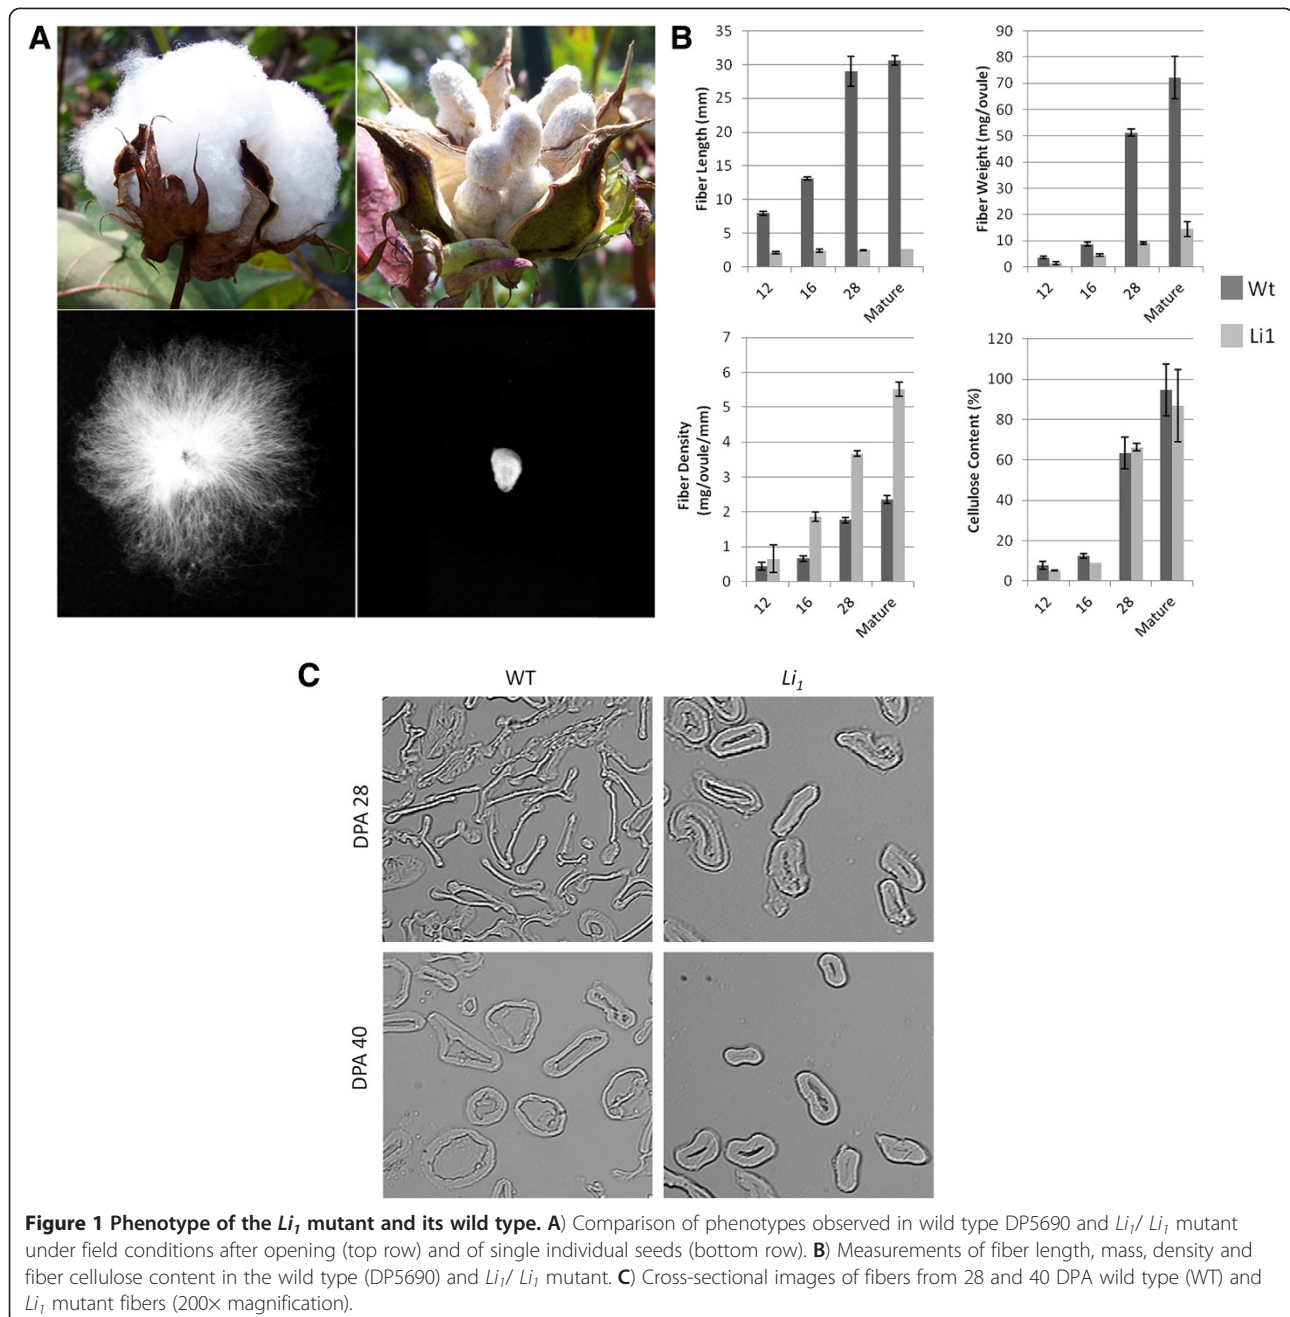 A
B
35
30
25
20
15
10
5
0
Fiber Length (mm)
12
16
28
Mature
90
80
70
60
50
40
30
20
10
0
Fiber Weight (mg/ovule)
12
16
28
Mature
Wt
Li1
7
6
5
4
3
2
1
0
Fiber Density
(mg/ovule/mm)
12
16
28
Mature
120
100
80
60
40
20
0
Cellulose Content (%)
12
16
28
Mature
C
WT
Li₁
DPA 28
DPA 40
Figure 1 Phenotype of the Li₁ mutant and its wild type. A) Comparison of phenotypes observed in wild type DP5690 and Li₁/ Li₁ mutant
under field conditions after opening (top row) and of single individual seeds (bottom row). B) Measurements of fiber length, mass, density and
fiber cellulose content in the wild type (DP5690) and Li₁/ Li₁ mutant. C) Cross-sectional images of fibers from 28 and 40 DPA wild type (WT) and
Li₁ mutant fibers (200× magnification).